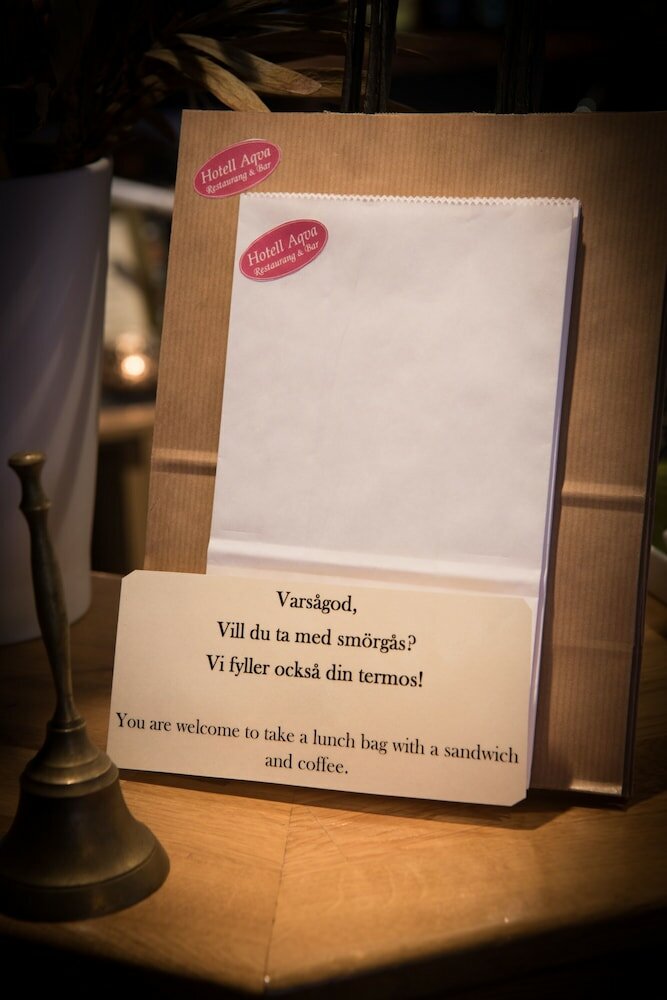 Hotell Aqva
Restaurang & Bar
Hotell Aqva
Restaurang & Bar
Varsågod,
Vill du ta med smörgås?
Vi fyller också din termos!
You are welcome to take a lunch bag with a sandwich
and coffee.